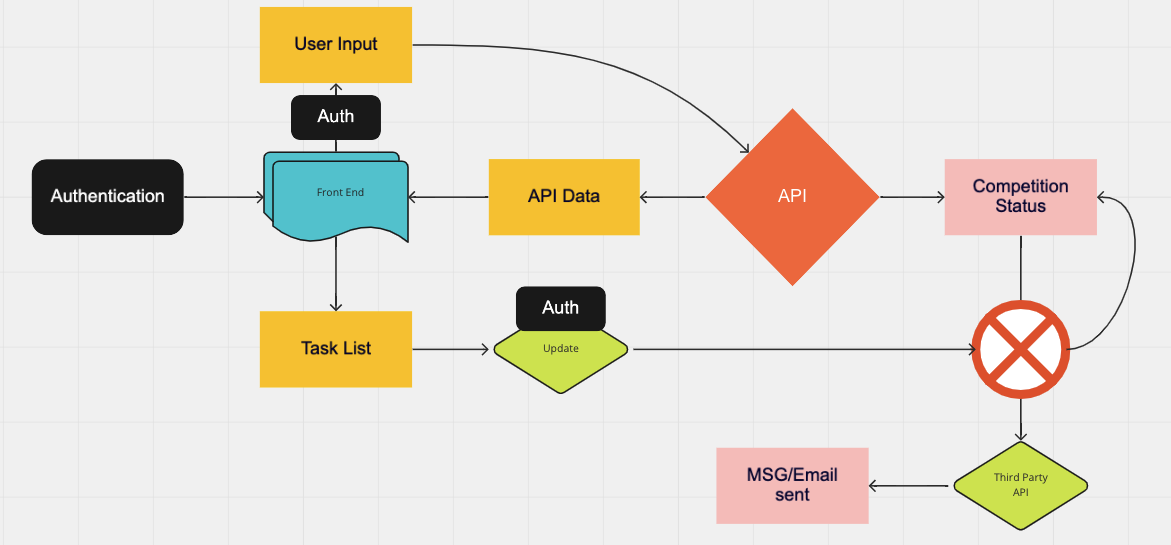 User Input
Auth
Authentication
Front End
API Data
API
Competition
Status
Auth
Task List
Update
MSG/Email
sent
Third Party
API